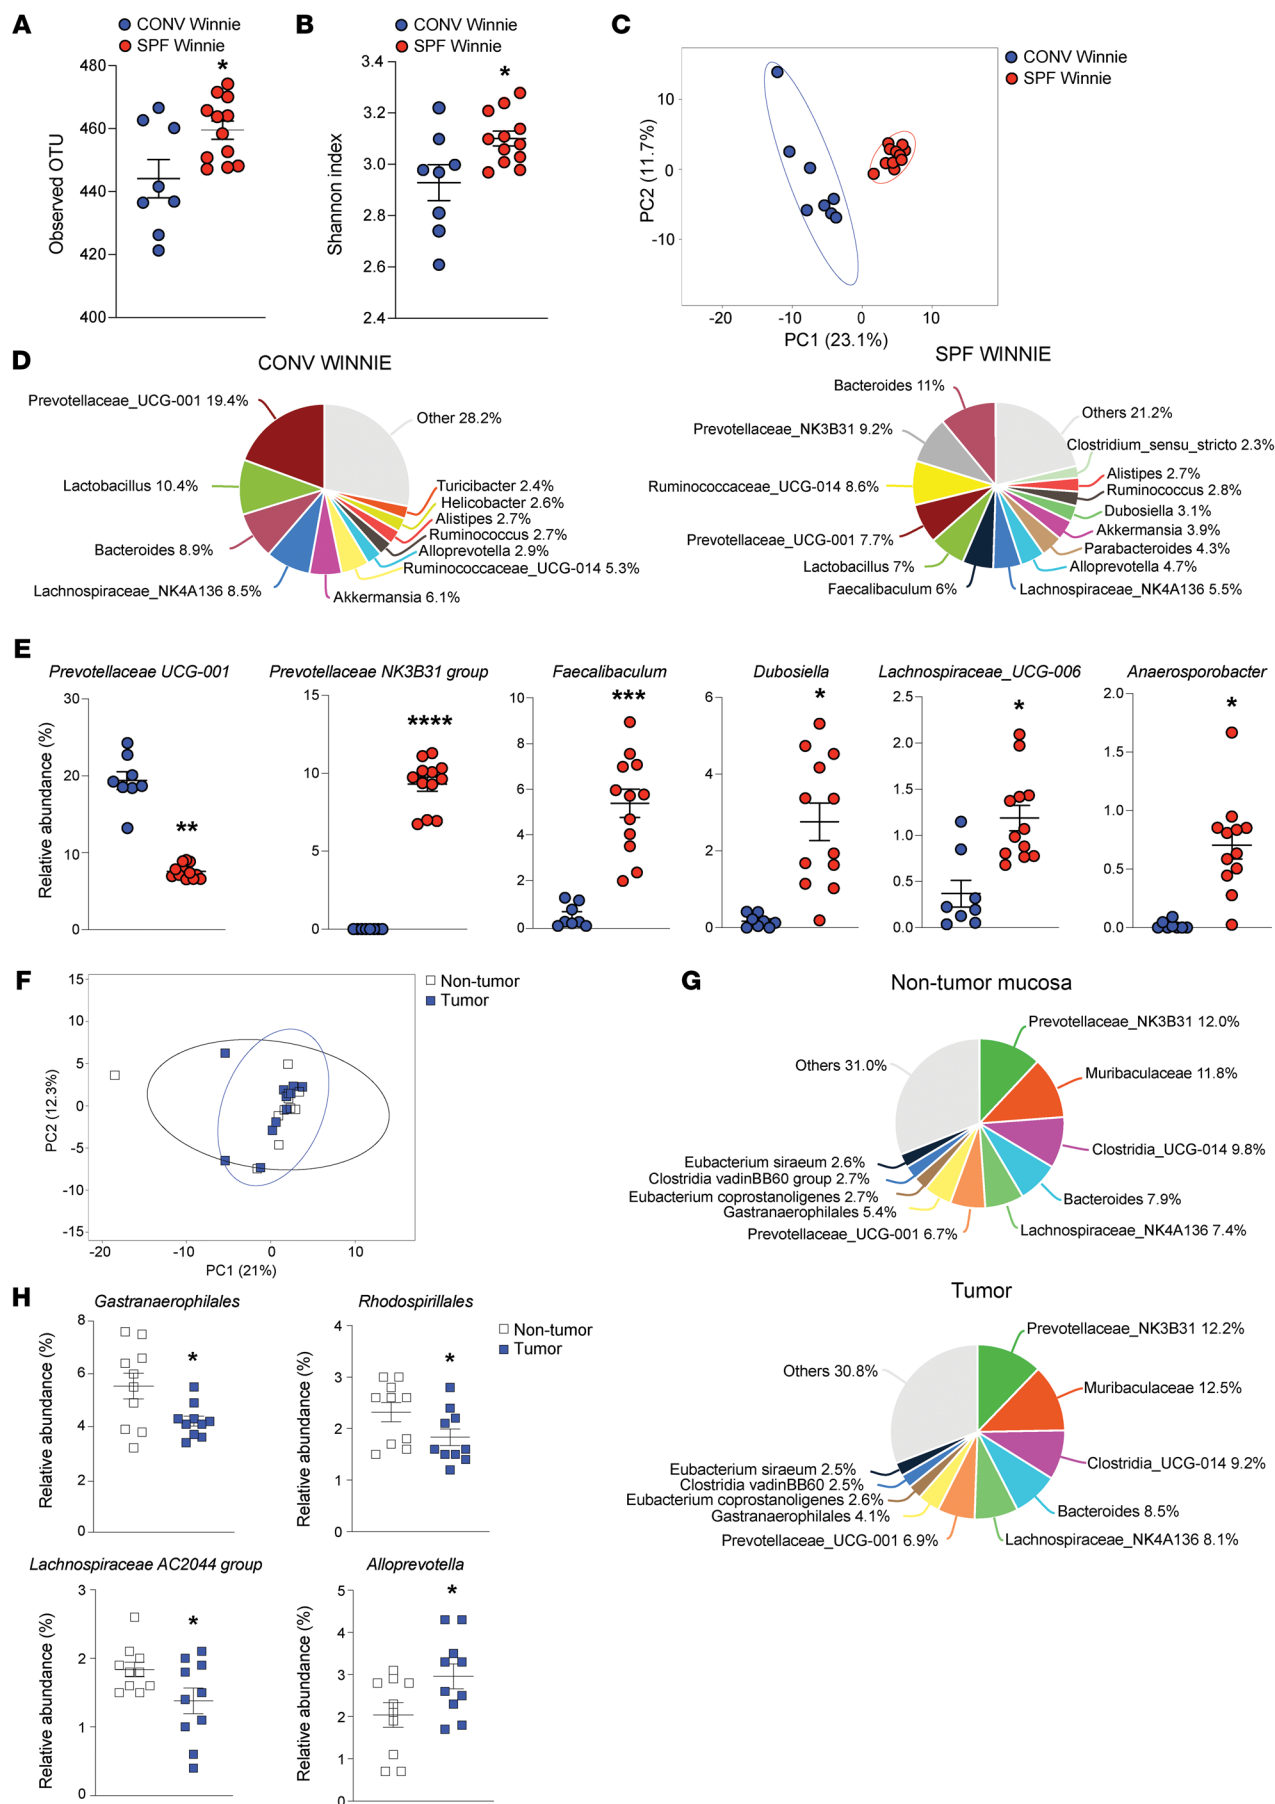 A
CONV Winnie
SPF Winnie
*
480
460
440
420
400
Observed OTU
B
CONV Winnie
SPF Winnie
*
3.4
3.2
3.0
2.8
2.6
2.4
Shannon index
C
CONV Winnie
SPF Winnie
10
0
-10
PC2 (11.7%)
-20
-10
0
10
PC1 (23.1%)
D
CONV WINNIE
Prevotellaceae_UCG-001 19.4%
Other 28.2%
Lactobacillus 10.4%
Turicibacter 2.4%
Helicobacter 2.6%
Alistipes 2.7%
Ruminococcus 2.7%
Bacteroides 8.9%
Alloprevotella 2.9%
Ruminococcaceae_UCG-014 5.3%
Lachnospiraceae_NK4A136 8.5%
Akkermansia 6.1%
SPF WINNIE
Bacteroides 11%
Others 21.2%
Prevotellaceae_NK3B31 9.2%
Clostridium_sensu_stricto 2.3%
Alistipes 2.7%
Ruminococcaceae_UCG-014 8.6%
Ruminococcus 2.8%
Dubosiella 3.1%
Akkermansia 3.9%
Prevotellaceae_UCG-001 7.7%
Parabacteroides 4.3%
Lactobacillus 7%
Alloprevotella 4.7%
Faecalibaculum 6%
Lachnospiraceae_NK4A136 5.5%
E
Prevotellaceae UCG-001
30
20
10
0
Relative abundance (%)
**
Prevotellaceae NK3B31 group
15
10
5
0
****
Faecalibaculum
10
8
6
4
2
0
***
Dubosiella
6
4
2
0
*
Lachnospiraceae_UCG-006
2.5
2.0
1.5
1.0
0.5
0.0
*
Anaerosporobacter
2.0
1.5
1.0
0.5
0.0
*
F
Non-tumor
Tumor
15
10
5
0
-5
-10
-15
PC2 (12.3%)
-20
-10
0
10
PC1 (21%)
G
Non-tumor mucosa
Prevotellaceae_NK3B31 12.0%
Others 31.0%
Muribaculaceae 11.8%
Clostridia_UCG-014 9.8%
Eubacterium siraeum 2.6%
Clostridia vadinBB60 group 2.7%
Eubacterium coprostanoligenes 2.7%
Bacteroides 7.9%
Gastranaerophilales 5.4%
Lachnospiraceae_NK4A136 7.4%
Prevotellaceae_UCG-001 6.7%
Tumor
Prevotellaceae_NK3B31 12.2%
Others 30.8%
Muribaculaceae 12.5%
Clostridia_UCG-014 9.2%
Eubacterium siraeum 2.5%
Clostridia vadinBB60 2.5%
Eubacterium coprostanoligenes 2.6%
Bacteroides 8.5%
Gastranaerophilales 4.1%
Prevotellaceae_UCG-001 6.9%
Lachnospiraceae_NK4A136 8.1%
H
Gastranaerophilales
8
6
4
2
0
Relative abundance (%)
*
Rhodospirillales
4
3
2
1
0
Relative abundance (%)
*
Non-tumor
Tumor
Lachnospiraceae AC2044 group
3
2
1
0
Relative abundance (%)
*
Alloprevotella
5
4
3
2
1
0
Relative abundance (%)
*